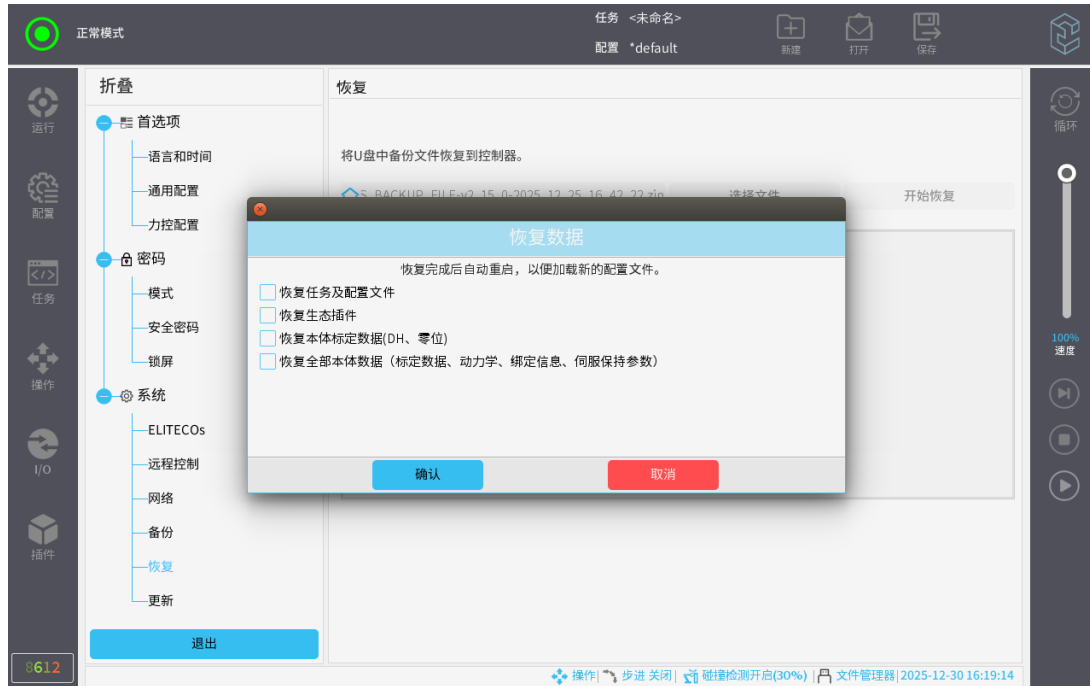 正常模式
任务 <未命名>
配置 *default
新建
打开
保存
运行
配置
任务
操作
I/O
插件
8612
折叠
首选项
语言和时间
通用配置
力控配置
密码
模式
安全密码
锁屏
系统
ELITECOs
远程控制
网络
备份
恢复
更新
退出
恢复
将U盘中备份文件恢复到控制器。
S_BACKUP_FILE-v2_15_0-2025_12_25_16_42_22.zip
选择文件
开始恢复
恢复数据
恢复完成后自动重启，以便加载新的配置文件。
恢复任务及配置文件
恢复生态插件
恢复本体标定数据(DH、零位)
恢复全部本体数据（标定数据、动力学、绑定信息、伺服保持参数）
确认
取消
循环
100%
速度
操作| 步进 关闭| 碰撞检测开启(30%) | 文件管理器|2025-12-30 16:19:14